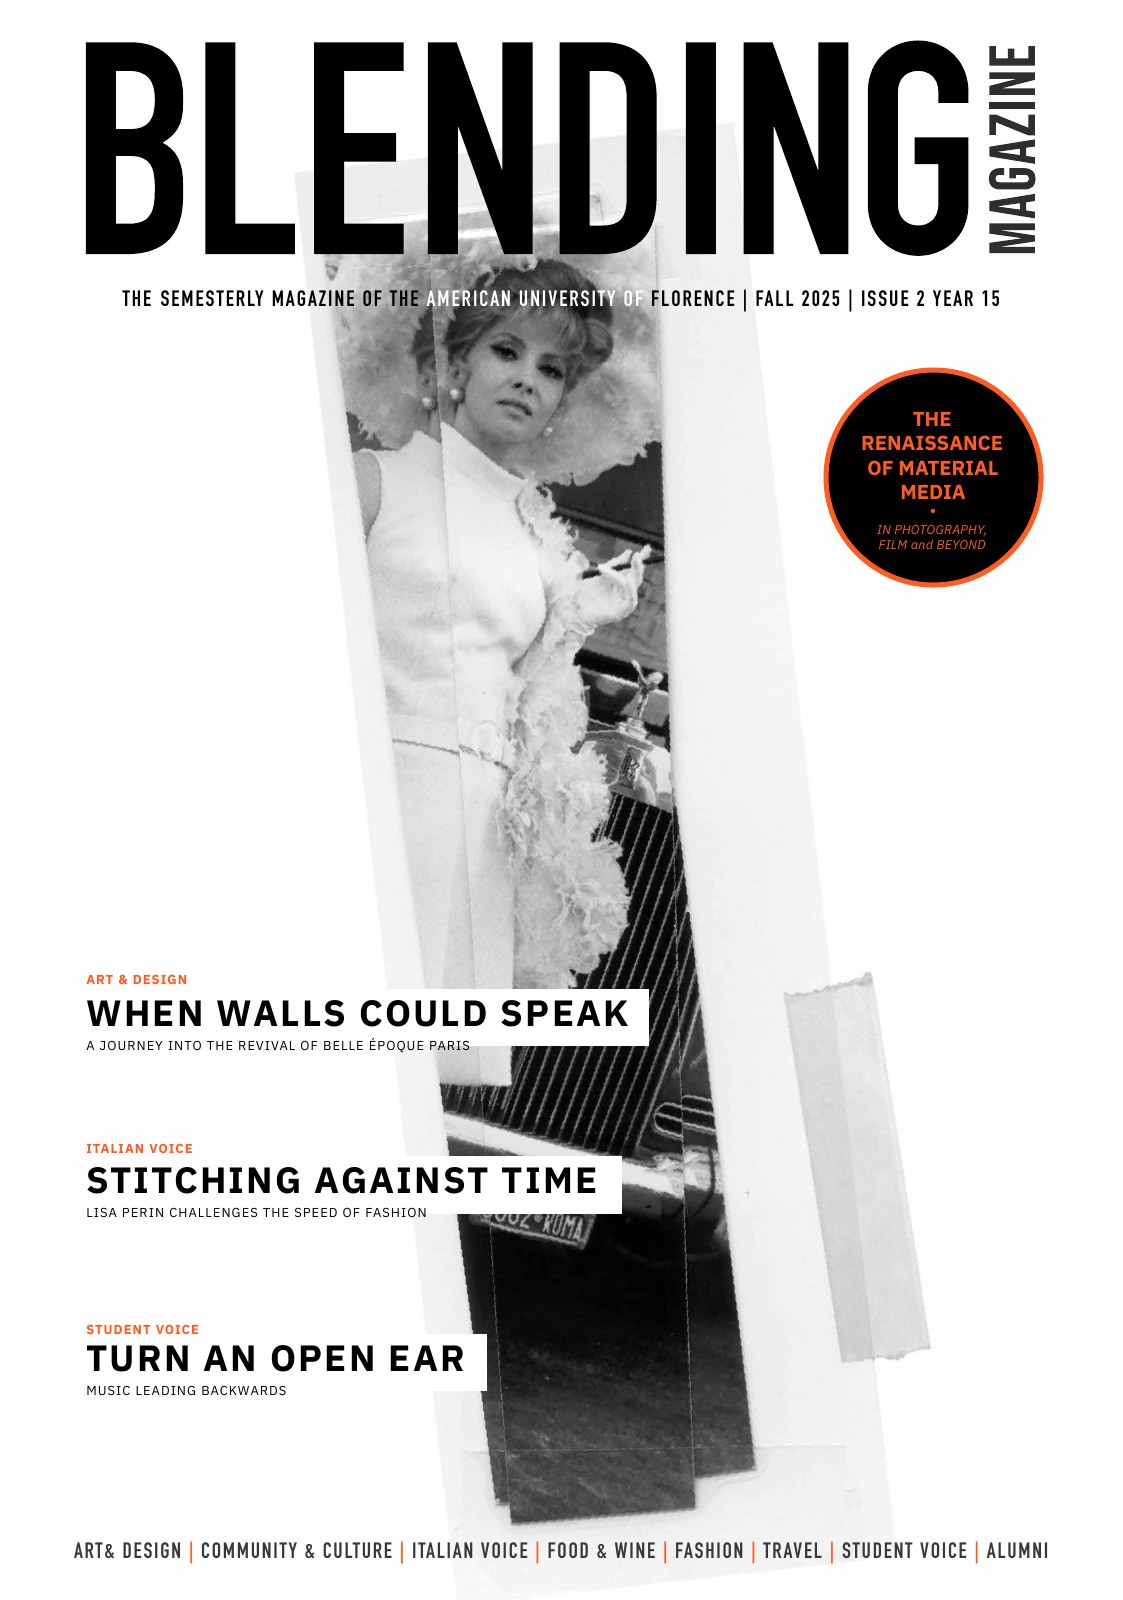 BLENDING
MAGAZINE
THE SEMESTERLY MAGAZINE OF THE AMERICAN UNIVERSITY OF FLORENCE | FALL 2025 | ISSUE 2 YEAR 15
THE
RENAISSANCE
OF MATERIAL
MEDIA
•
IN PHOTOGRAPHY,
FILM and BEYOND
ART & DESIGN
WHEN WALLS COULD SPEAK
A JOURNEY INTO THE REVIVAL OF BELLE ÉPOQUE PARIS
ITALIAN VOICE
STITCHING AGAINST TIME
LISA PERIN CHALLENGES THE SPEED OF FASHION
ROMA
STUDENT VOICE
TURN AN OPEN EAR
MUSIC LEADING BACKWARDS
ART& DESIGN | COMMUNITY & CULTURE | ITALIAN VOICE | FOOD & WINE | FASHION | TRAVEL | STUDENT VOICE | ALUMNI